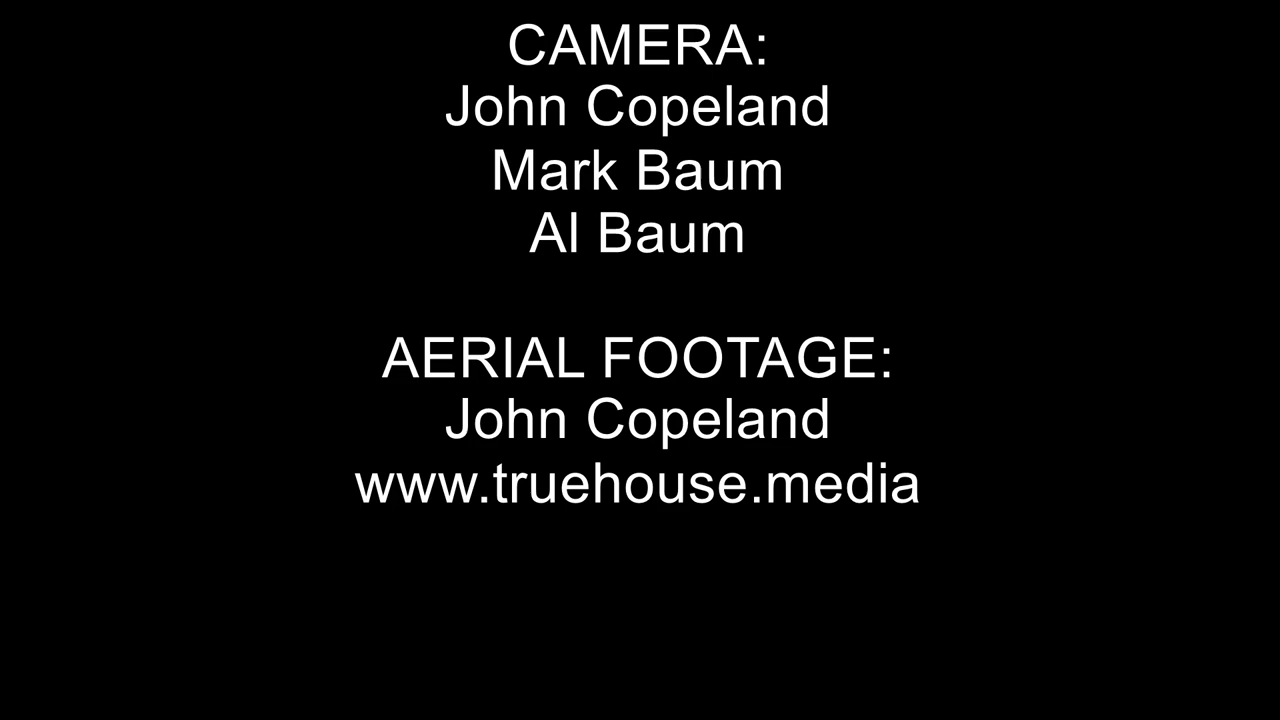 CAMERA:
John Copeland
Mark Baum
Al Baum
AERIAL FOOTAGE:
John Copeland
www.truehouse.media